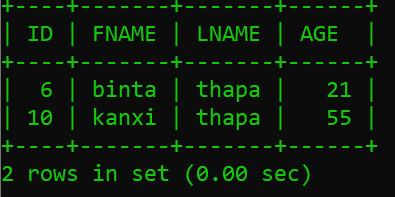 +----+-------+-------+------+
| ID | FNAME | LNAME | AGE  |
+----+-------+-------+------+
|  6 | binta | thapa |   21 |
| 10 | kanxi | thapa |   55 |
+----+-------+-------+------+
2 rows in set (0.00 sec)